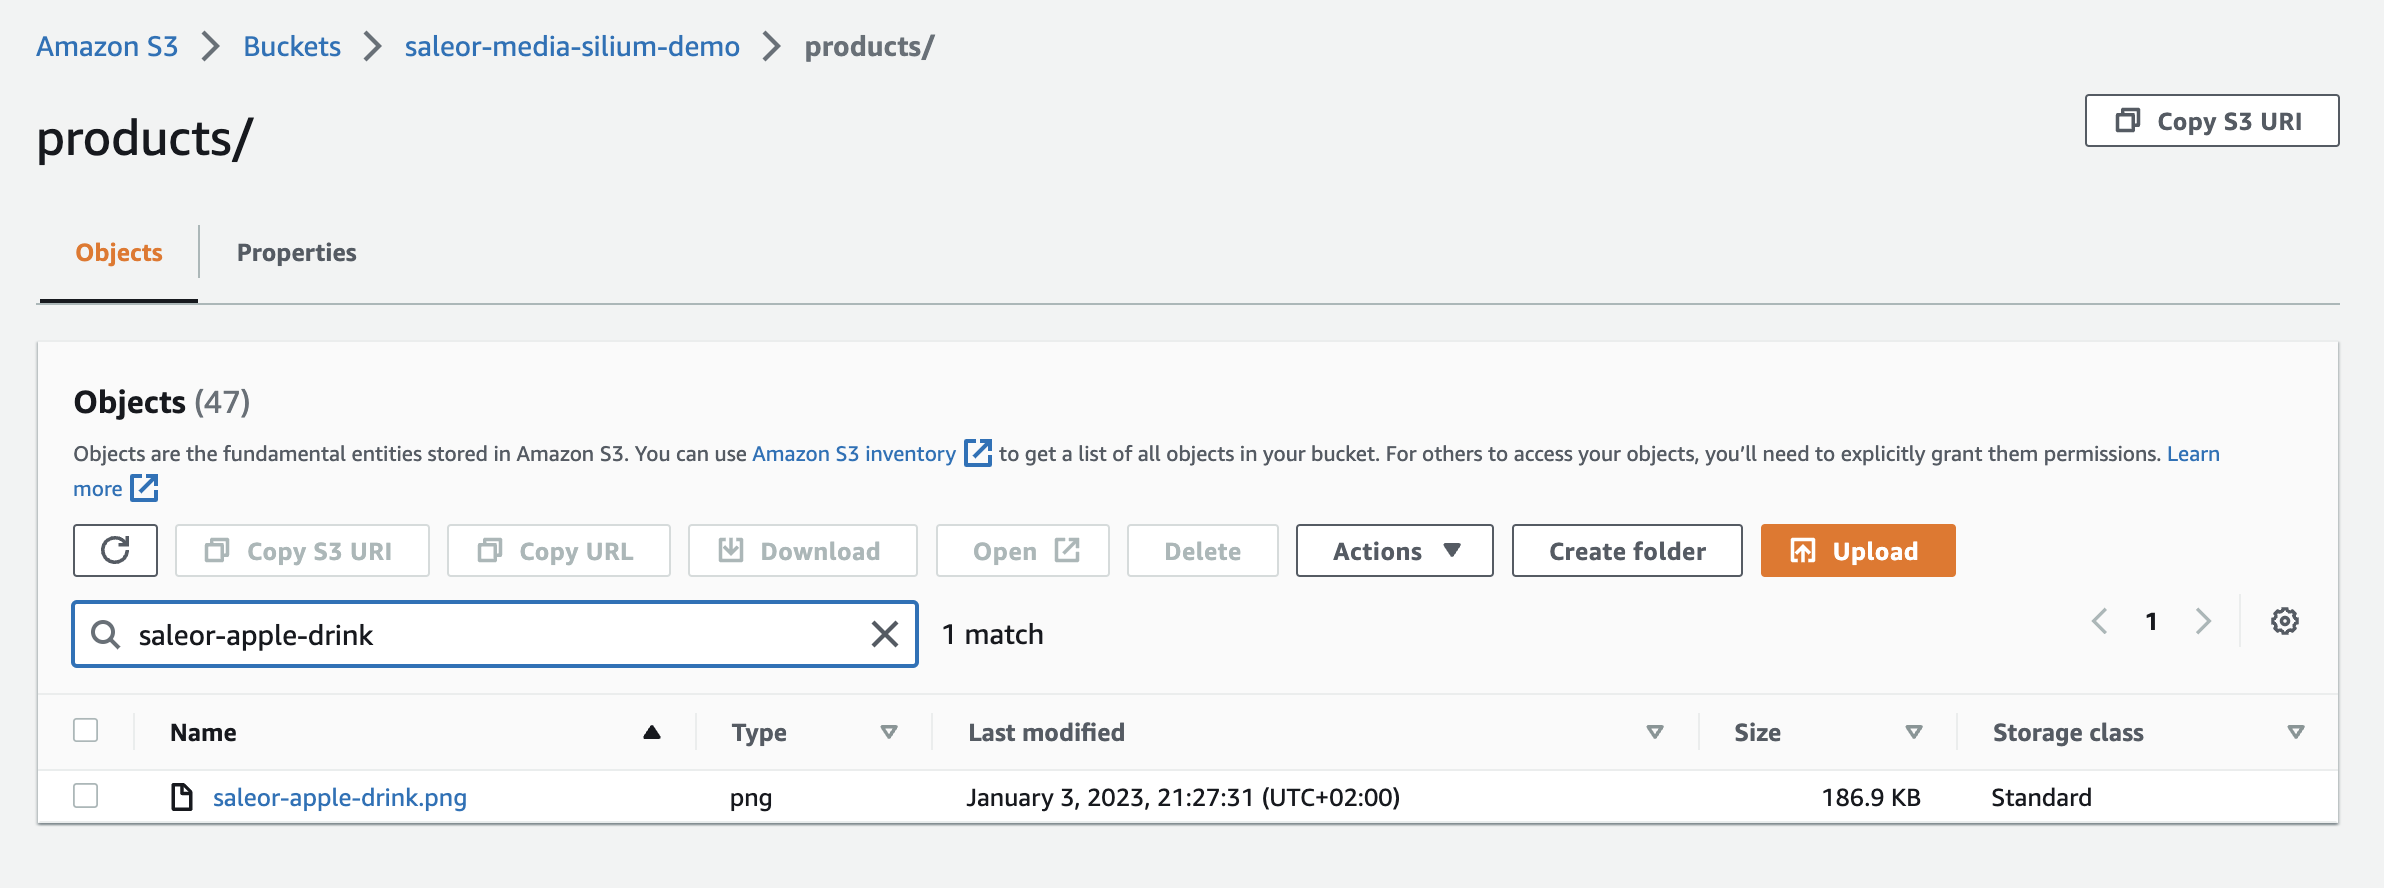 Amazon S3 > Buckets > saleor-media-silium-demo > products/
products/
Copy S3 URI
Objects
Properties
Objects (47)
Objects are the fundamental entities stored in Amazon S3. You can use Amazon S3 inventory to get a list of all objects in your bucket. For others to access your objects, you’ll need to explicitly grant them permissions. Learn
more
Copy S3 URI
Copy URL
Download
Open
Delete
Actions
Create folder
Upload
saleor-apple-drink
1 match
1
Name
Type
Last modified
Size
Storage class
saleor-apple-drink.png
png
January 3, 2023, 21:27:31 (UTC+02:00)
186.9 KB
Standard